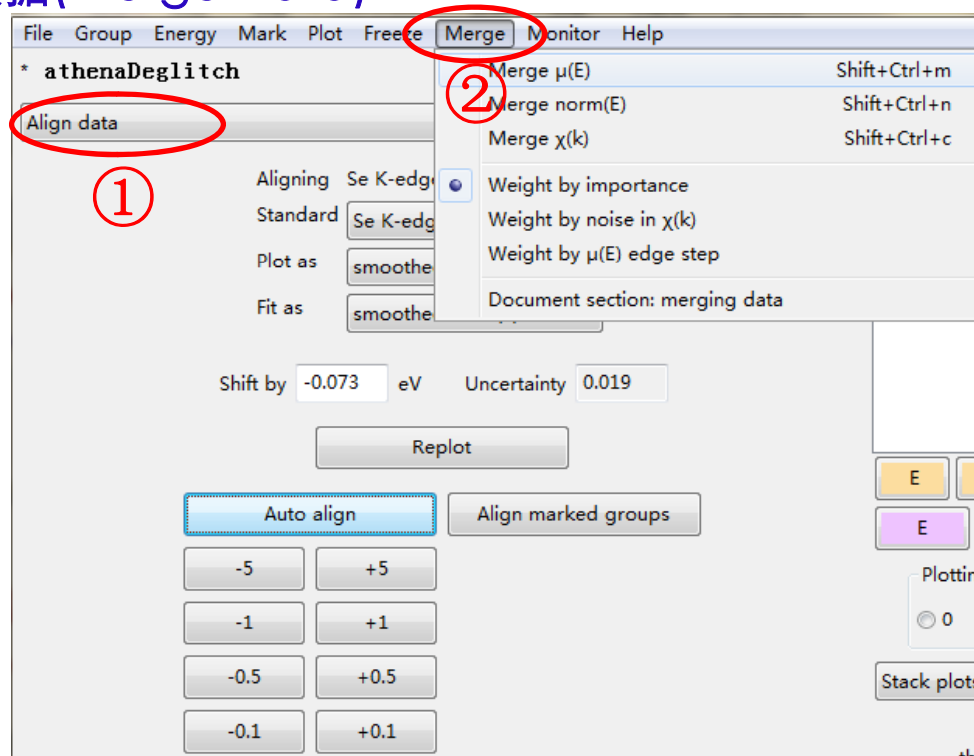 据(Merge
File Group Energy Mark Plot Freeze Merge Monitor Help
* athenaDeglitch
②
Merge μ(E) Shift+Ctrl+m
Merge norm(E) Shift+Ctrl+n
Merge χ(k) Shift+Ctrl+c
Weight by importance
Weight by noise in χ(k)
Weight by μ(E) edge step
Document section: merging data
Align data
①
Aligning Se K-edg
Standard Se K-edg
Plot as smoothe
Fit as smoothe
Shift by -0.073 eV Uncertainty 0.019
Replot
Auto align Align marked groups
-5 +5
-1 +1
-0.5 +0.5
-0.1 +0.1
E
E
Plottin
0
Stack plots